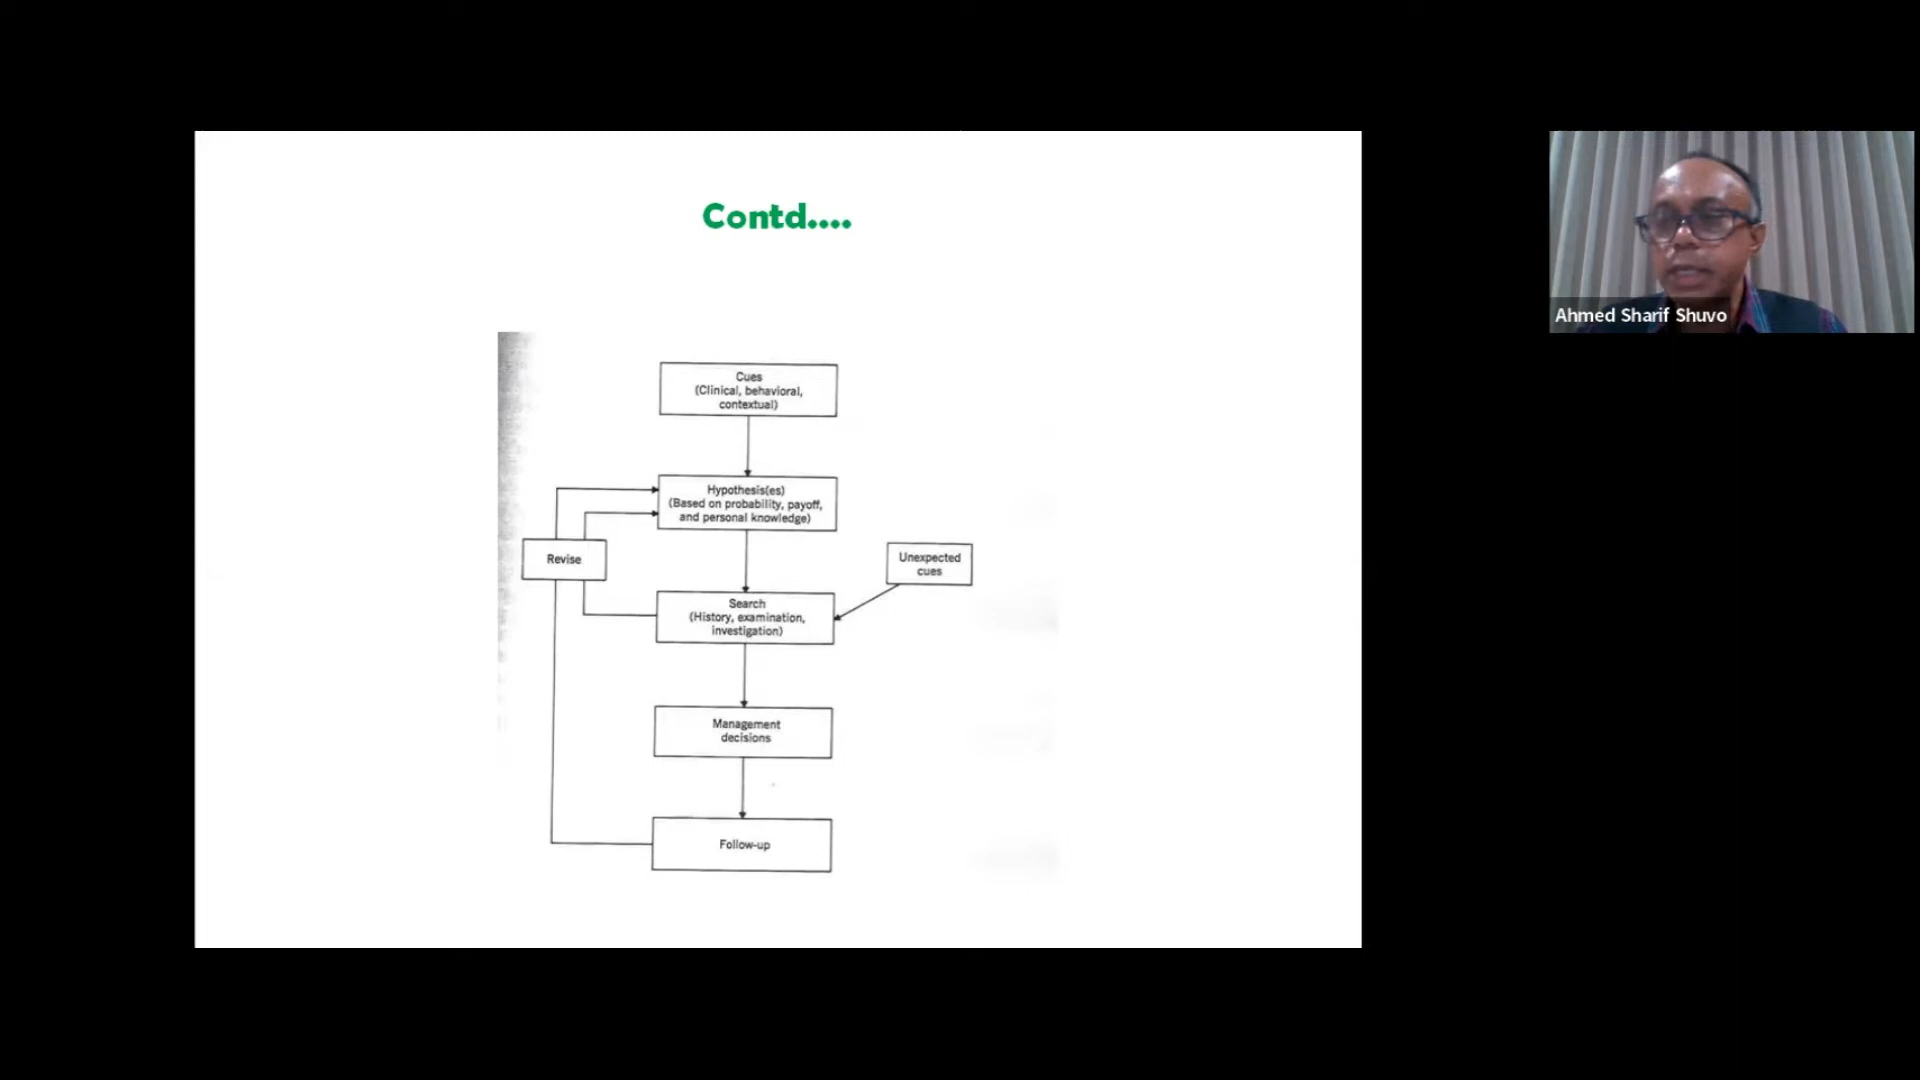 Contd....
Cues
(Clinical, behavioral,
contextual)
Hypothesis(es)
(Based on probability, payoff,
and personal knowledge)
Revise
Unexpected
cues
Search
(History, examination,
investigation)
Management
decisions
Follow-up
Ahmed Sharif Shuvo